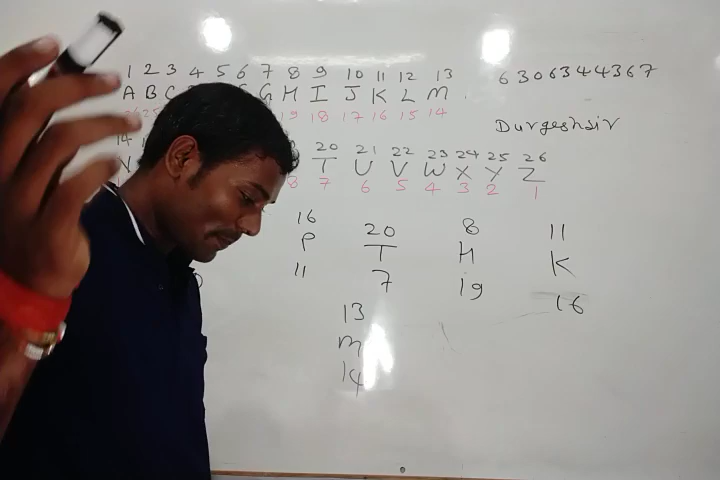 1 2 3 4 5 6 7 8 9 10 11 12 13 6306344367
A B C G H I J K L M .
19 18 17 16 15 14 Durgeshsir
14 20 21 22 23 24 25 26
T U V W X Y Z
8 7 6 5 4 3 2 1
16 20 8 11
P T H K
11 7 19 16
13
M
14